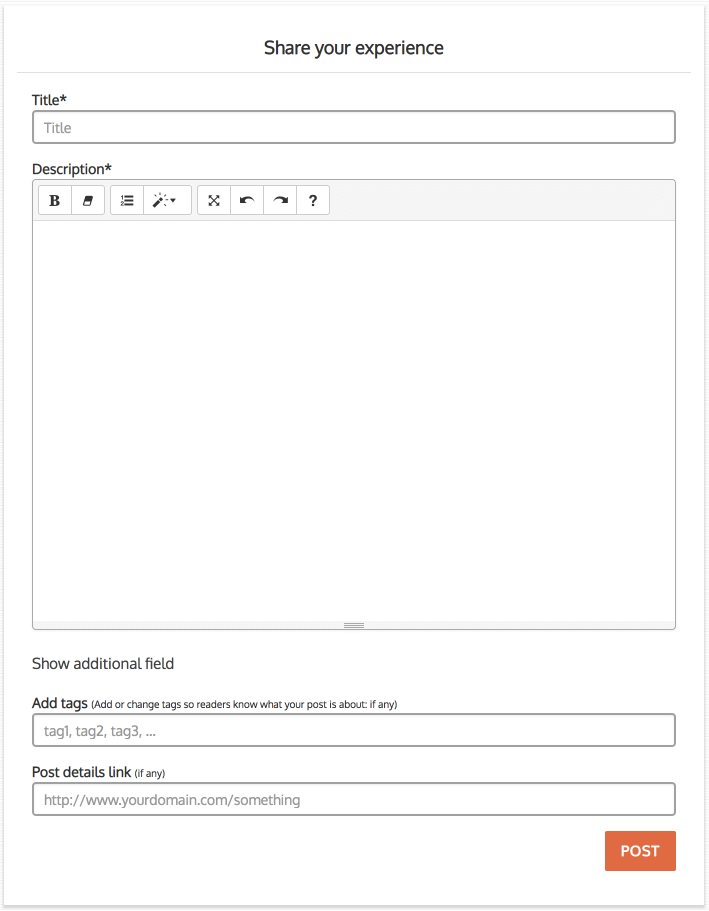 Share your experience
Title*
Title
Description*
B ?
Show additional field
Add tags (Add or change tags so readers know what your post is about: if any)
tag1, tag2, tag3, ...
Post details link (if any)
http://www.yourdomain.com/something
POST